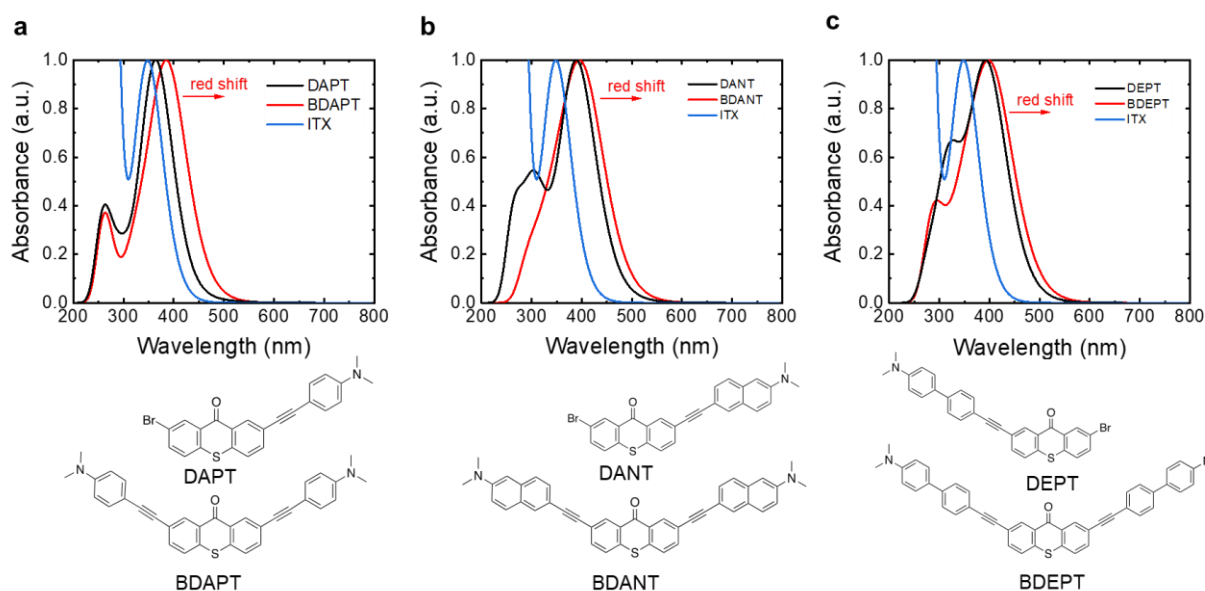 a
b
c
1.0
0.8
0.6
0.4
0.2
0.0
Absorbance (a.u.)
red shift
DAPT
BDAPT
ITX
200 300 400 500 600 700 800
Wavelength (nm)
1.0
0.8
0.6
0.4
0.2
0.0
Absorbance (a.u.)
red shift
DANT
BDANT
ITX
200 300 400 500 600 700 800
Wavelength (nm)
1.0
0.8
0.6
0.4
0.2
0.0
Absorbance (a.u.)
red shift
DEPT
BDEPT
ITX
200 300 400 500 600 700 800
Wavelength (nm)
N
O
Br
S
DAPT
N
N
O
S
BDAPT
N
O
Br
S
DANT
N
N
O
S
BDANT
N
O
Br
S
DEPT
N
O
S
BDEPT